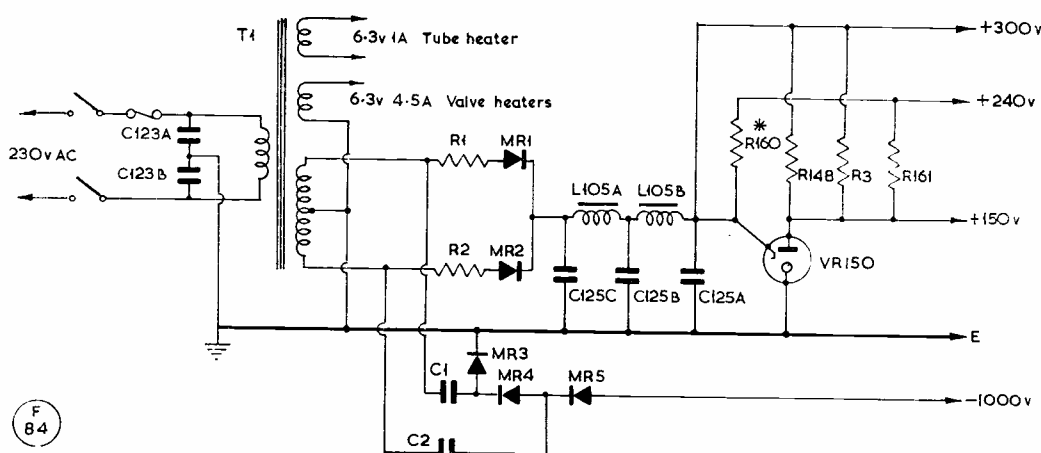 T1
6.3v 1A Tube heater
6.3v 4.5A Valve heaters
C123A
230v AC
C123B
R1
MR1
R2
MR2
L105A
L105B
C125C
C125B
C125A
*
R160
R148
R3
R161
VR150
+300v
+240v
+150v
E
MR3
C1
MR4
MR5
-1000v
C2
F
84